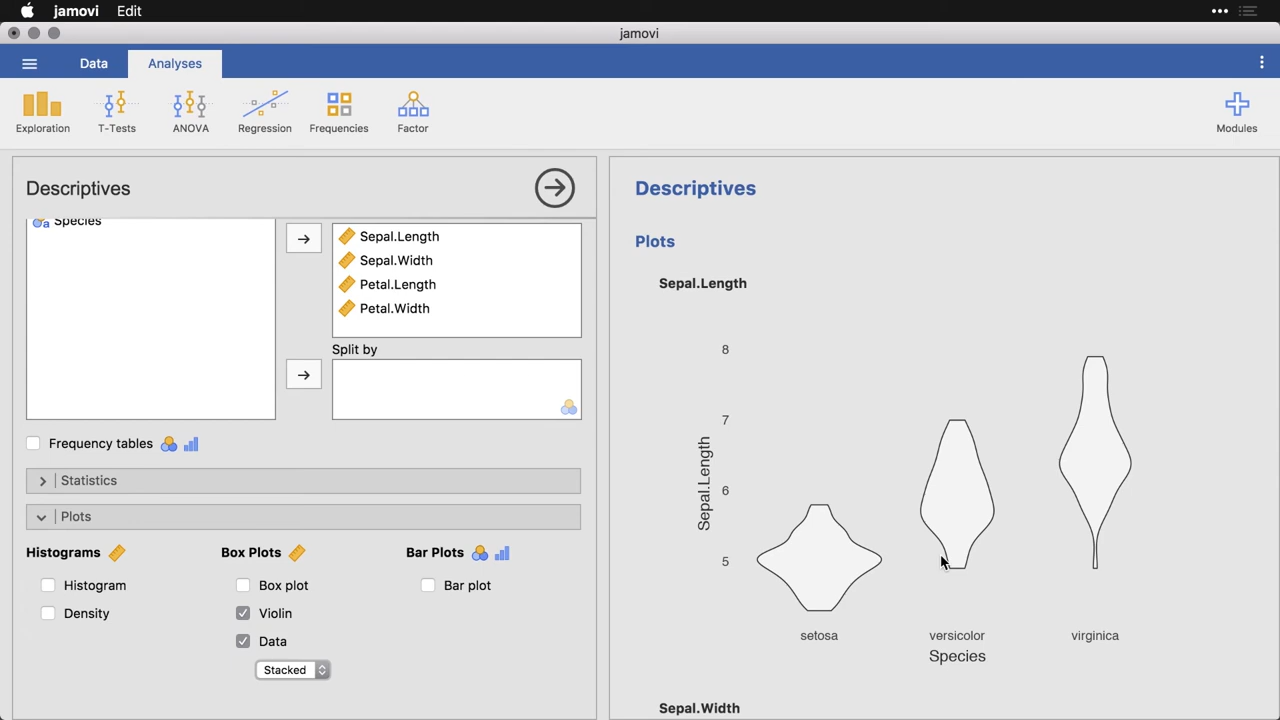 jamovi Edit
jamovi
Data Analyses
Exploration T-Tests ANOVA Regression Frequencies Factor Modules
Descriptives
Species
Sepal.Length
Sepal.Width
Petal.Length
Petal.Width
Split by
Frequency tables
Statistics
Plots
Histograms Box Plots Bar Plots
Histogram Box plot Bar plot
Density Violin
Data
Stacked
Descriptives
Plots
Sepal.Length
8
7
6
5
Sepal.Length
setosa versicolor virginica
Species
Sepal.Width